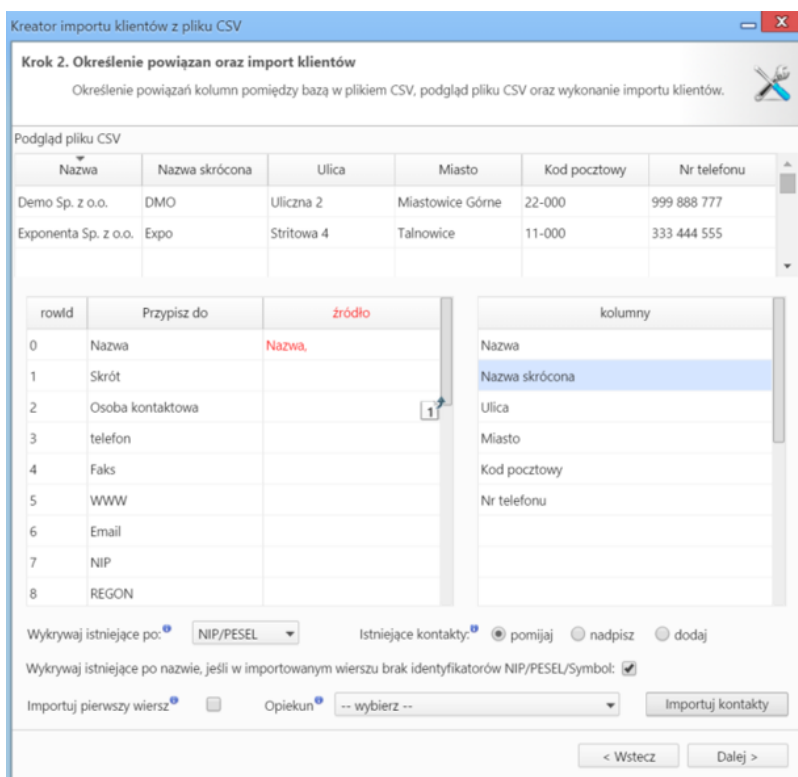 Kreator importu klientów z pliku CSV
Krok 2. Określenie powiązan oraz import klientów
Określenie powiązań kolumn pomiędzy bazą w plikiem CSV, podgląd pliku CSV oraz wykonanie importu klientów.
Podgląd pliku CSV
Nazwa Nazwa skrócona Ulica Miasto Kod pocztowy Nr telefonu
Demo Sp. z o.o. DMO Uliczna 2 Miastowice Górne 22-000 999 888 777
Exponenta Sp. z o.o. Expo Stritowa 4 Talnowice 11-000 333 444 555
rowId Przypisz do źródło kolumny
0 Nazwa Nazwa, Nazwa
1 Skrót Nazwa skrócona
2 Osoba kontaktowa 1 Ulica
3 telefon Miasto
4 Faks Kod pocztowy
5 WWW Nr telefonu
6 Email
7 NIP
8 REGON
Wykrywaj istniejące po: NIP/PESEL Istniejące kontakty: pomijaj nadpisz dodaj
Wykrywaj istniejące po nazwie, jeśli w importowanym wierszu brak identyfikatorów NIP/PESEL/Symbol:
Importuj pierwszy wiersz Opiekun -- wybierz -- Importuj kontakty
< Wstecz Dalej >